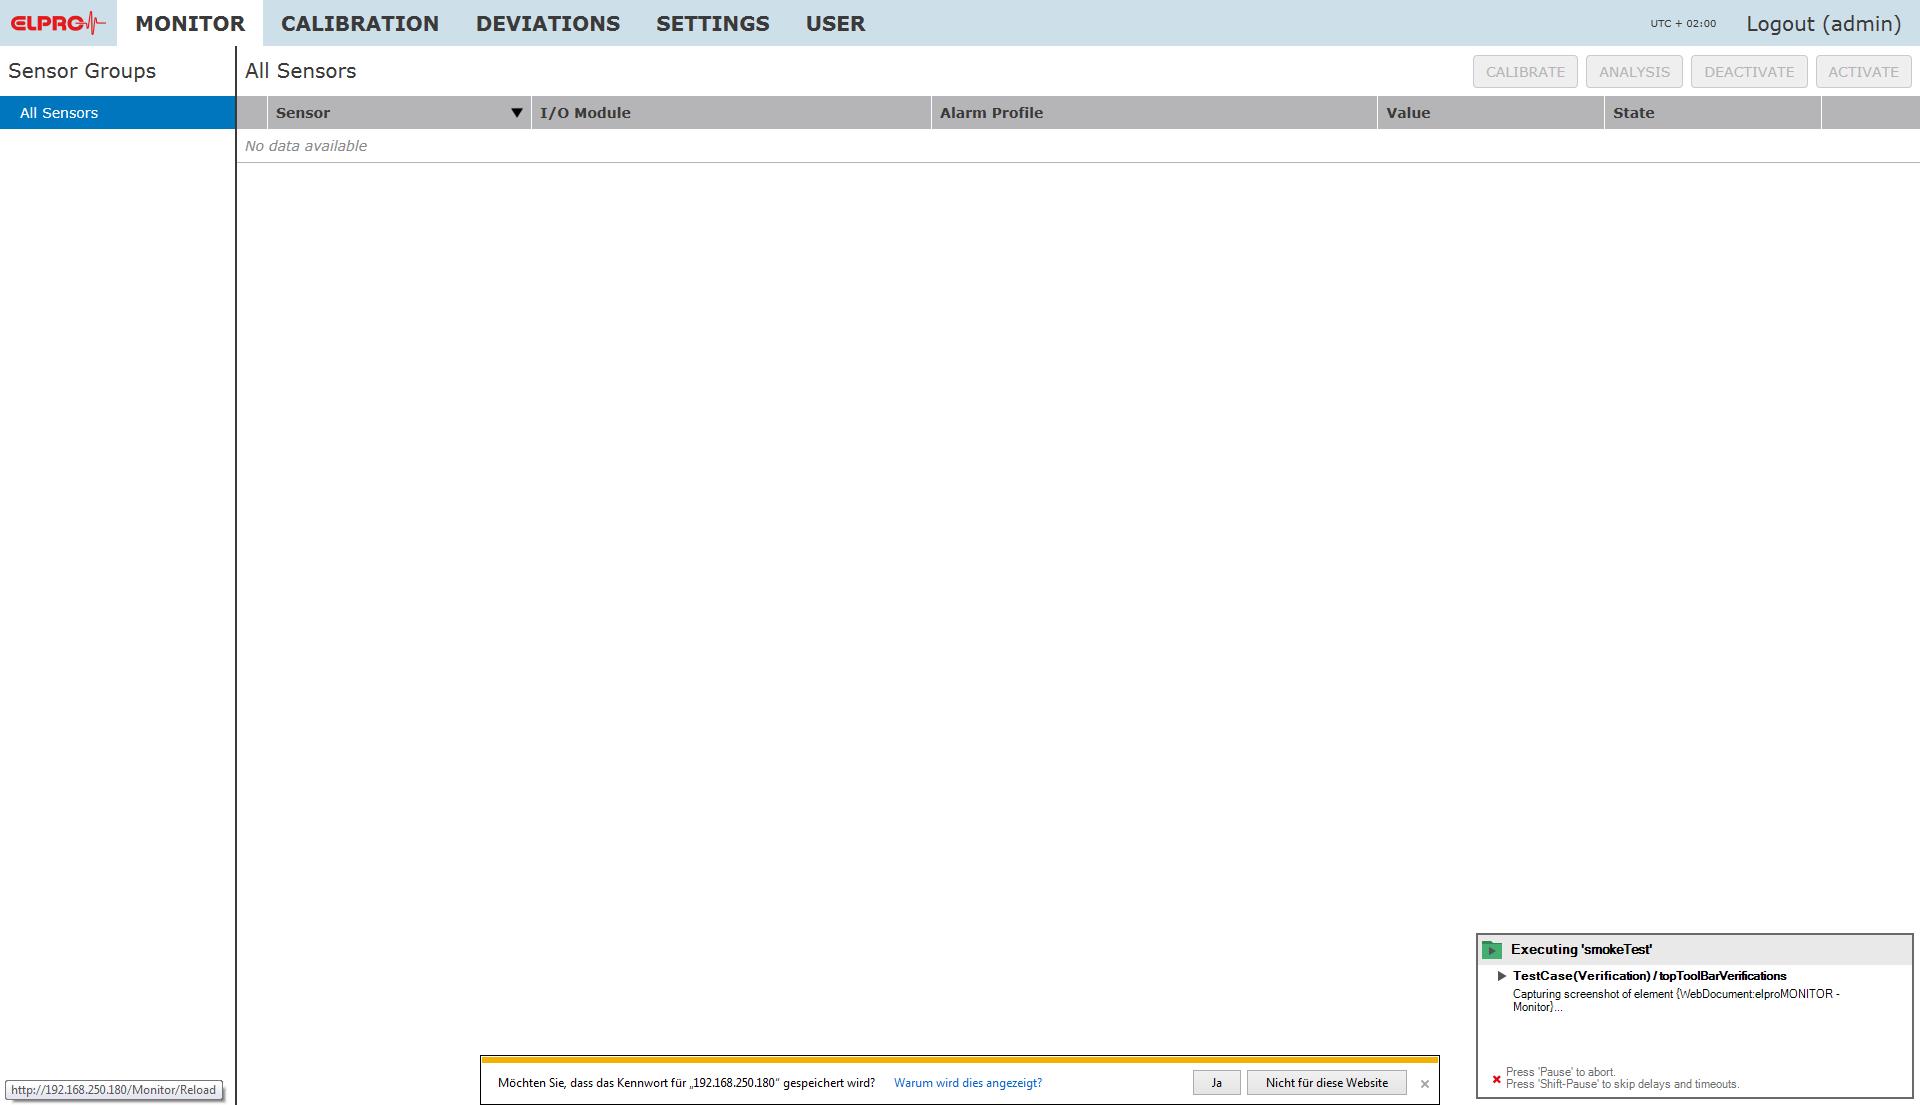 ELPRO MONITOR CALIBRATION DEVIATIONS SETTINGS USER UTC + 02:00 Logout (admin)
Sensor Groups
All Sensors
All Sensors
CALIBRATE ANALYSIS DEACTIVATE ACTIVATE
Sensor I/O Module Alarm Profile Value State
No data available
Executing 'smokeTest'
TestCase(Verification) / topToolBarVerifications
Capturing screenshot of element {WebDocument:elproMONITOR -
Monitor}...
Press 'Pause' to abort.
Press 'Shift-Pause' to skip delays and timeouts.
Möchten Sie, dass das Kennwort für „192.168.250.180“ gespeichert wird? Warum wird dies angezeigt? Ja Nicht für diese Website
http://192.168.250.180/Monitor/Reload